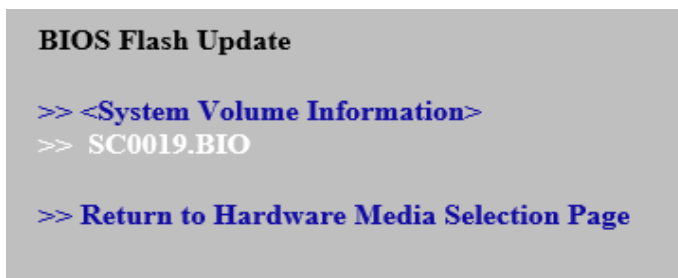 BIOS Flash Update
>> <System Volume Information>
>> SC0019.BIO
>> Return to Hardware Media Selection Page